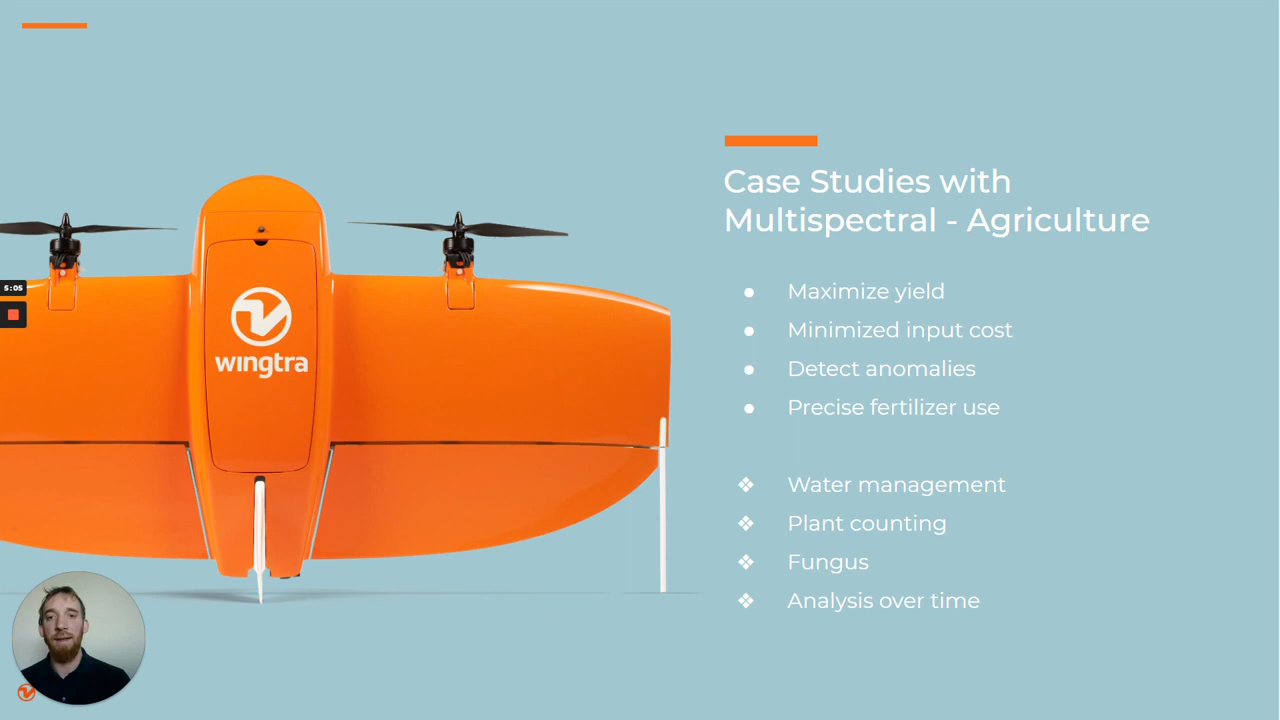 Case Studies with
Multispectral - Agriculture
5:05
Maximize yield
Minimized input cost
wingtra
Detect anomalies
Precise fertilizer use
Water management
Plant counting
Fungus
Analysis over time